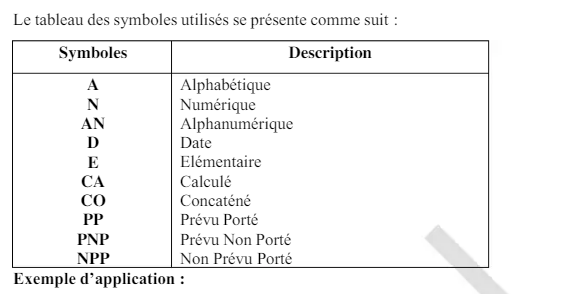 Le tableau des symboles utilisés se présente comme suit :
Symboles Description
A Alphabétique
N Numérique
AN Alphanumérique
D Date
E Elémentaire
CA Calculé
CO Concaténé
PP Prévu Porté
PNP Prévu Non Porté
NPP Non Prévu Porté
Exemple d’application :